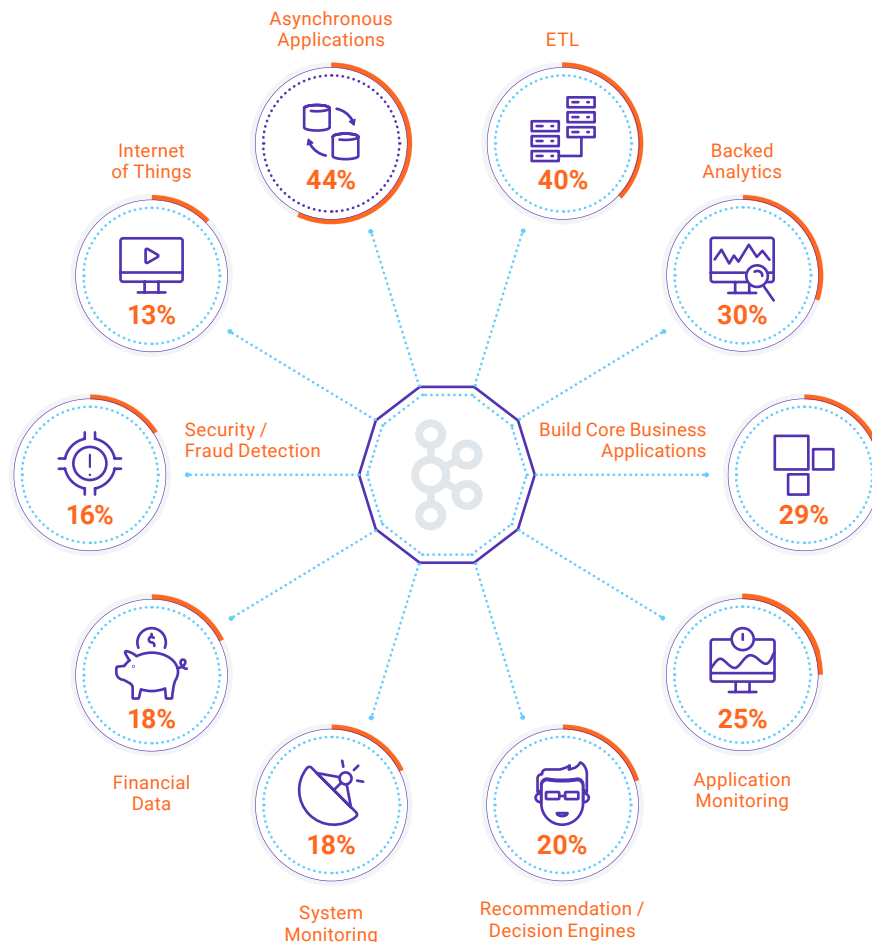 Asynchronous
Applications
44%
ETL
40%
Backed
Analytics
30%
Build Core Business
Applications
29%
25%
Application
Monitoring
20%
Recommendation /
Decision Engines
18%
System
Monitoring
18%
Financial
Data
Security /
Fraud Detection
16%
Internet
of Things
13%